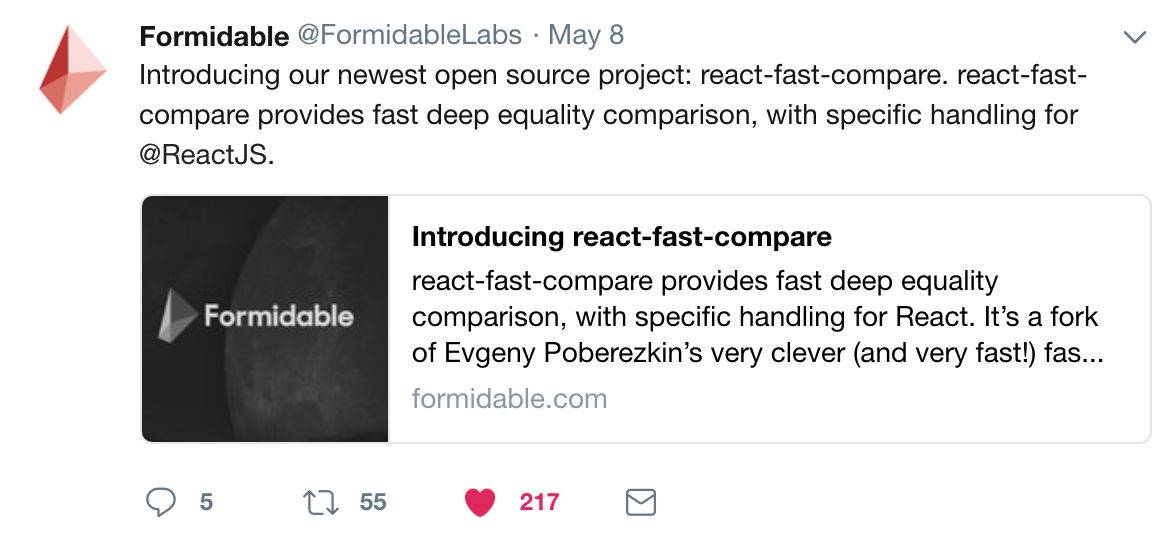 Formidable @FormidableLabs · May 8
Introducing our newest open source project: react-fast-compare. react-fast-
compare provides fast deep equality comparison, with specific handling for
@ReactJS.
Formidable
Introducing react-fast-compare
react-fast-compare provides fast deep equality
comparison, with specific handling for React. It’s a fork
of Evgeny Poberezkin’s very clever (and very fast!) fas...
formidable.com
5 55 217